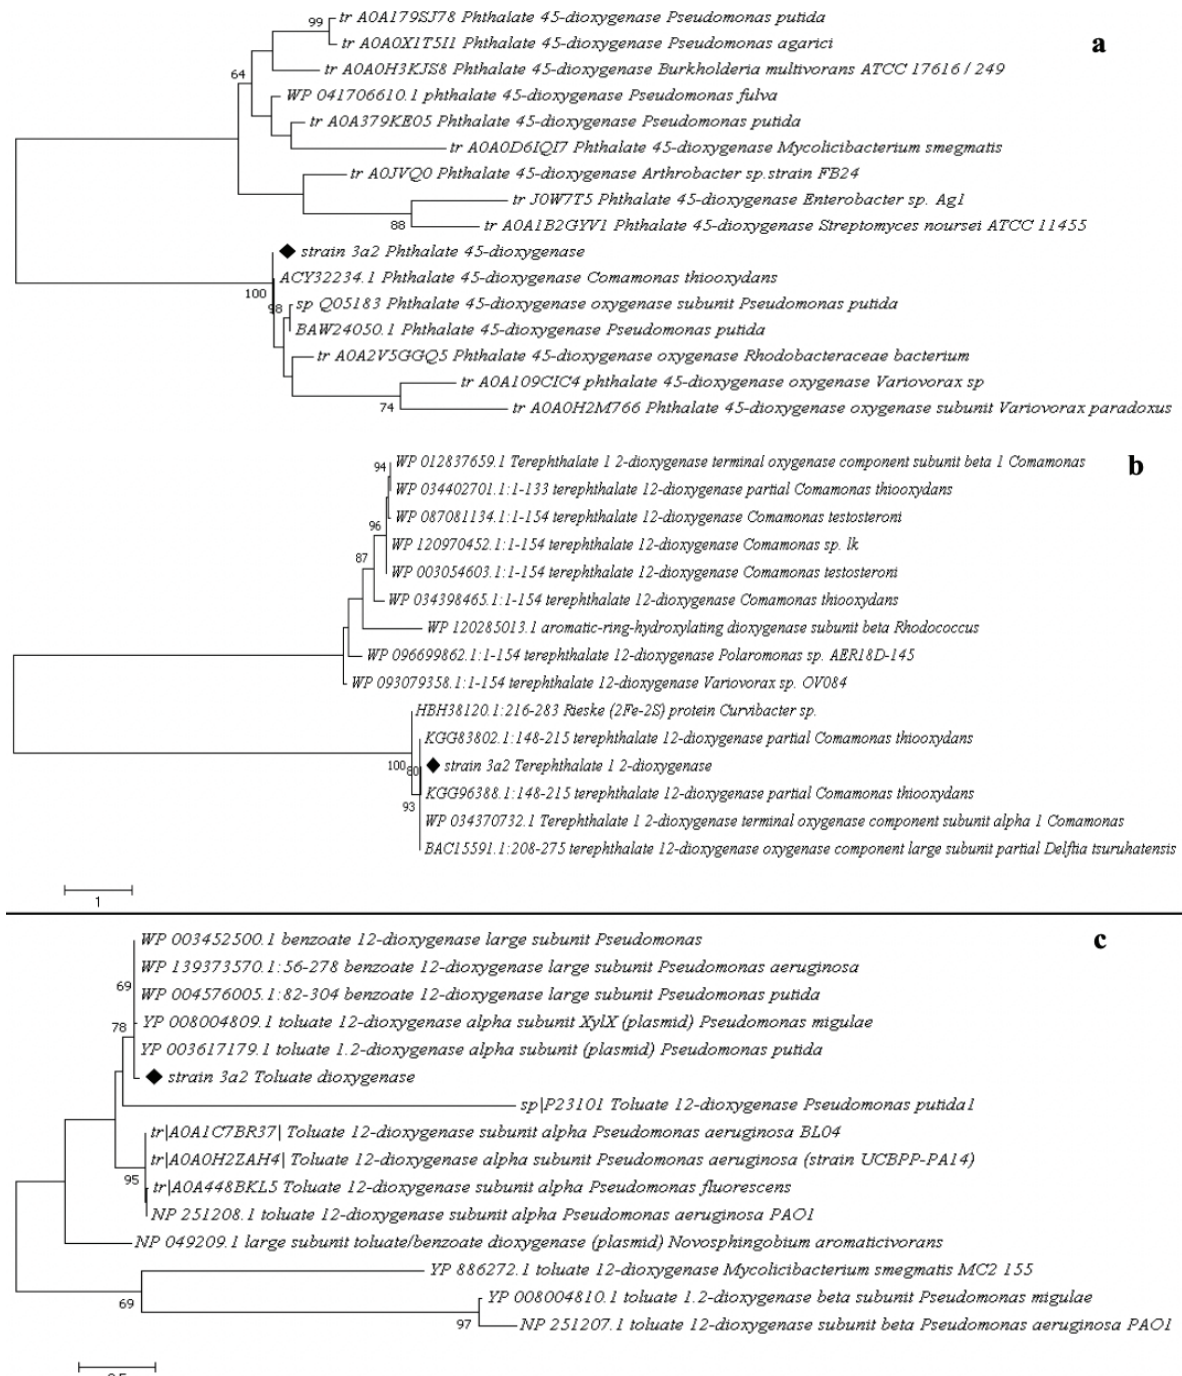 99 tr A0A179SJ78 Phthalate 45-dioxygenase Pseudomonas putida
tr A0A0X1T5I1 Phthalate 45-dioxygenase Pseudomonas agarici
a
tr A0A0H3KJS8 Phthalate 45-dioxygenase Burkholderia multivorans ATCC 17616 / 249
64
WP 041706610.1 phthalate 45-dioxygenase Pseudomonas fulva
tr A0A379KE05 Phthalate 45-dioxygenase Pseudomonas putida
tr A0A0D6IQI7 Phthalate 45-dioxygenase Mycolicibacterium smegmatis
tr A0JVQ0 Phthalate 45-dioxygenase Arthrobacter sp.strain FB24
tr J0W7T5 Phthalate 45-dioxygenase Enterobacter sp. Ag1
88 tr A0A1B2GYV1 Phthalate 45-dioxygenase Streptomyces noursei ATCC 11455
strain 3a2 Phthalate 45-dioxygenase
ACY32234.1 Phthalate 45-dioxygenase Comamonas thiooxydans
100
98 sp Q05183 Phthalate 45-dioxygenase oxygenase subunit Pseudomonas putida
BAW24050.1 Phthalate 45-dioxygenase Pseudomonas putida
tr A0A2V5GGQ5 Phthalate 45-dioxygenase oxygenase Rhodobacteraceae bacterium
tr A0A109CIC4 phthalate 45-dioxygenase oxygenase Variovorax sp
74 tr A0A0H2M766 Phthalate 45-dioxygenase oxygenase subunit Variovorax paradoxus
94 WP 012837659.1 Terephthalate 1 2-dioxygenase terminal oxygenase component subunit beta 1 Comamonas
b
WP 034402701.1:1-133 terephthalate 12-dioxygenase partial Comamonas thiooxydans
WP 087081134.1:1-154 terephthalate 12-dioxygenase Comamonas testosteroni
96
WP 120970452.1:1-154 terephthalate 12-dioxygenase Comamonas sp. lk
87
WP 003054603.1:1-154 terephthalate 12-dioxygenase Comamonas testosteroni
WP 034398465.1:1-154 terephthalate 12-dioxygenase Comamonas thiooxydans
WP 120285013.1 aromatic-ring-hydroxylating dioxygenase subunit beta Rhodococcus
WP 096699862.1:1-154 terephthalate 12-dioxygenase Polaromonas sp. AER18D-145
WP 093079358.1:1-154 terephthalate 12-dioxygenase Variovorax sp. OV084
HBH38120.1:216-283 Rieske (2Fe-2S) protein Curvibacter sp.
KGG83802.1:148-215 terephthalate 12-dioxygenase partial Comamonas thiooxydans
100 80 strain 3a2 Terephthalate 1 2-dioxygenase
KGG96388.1:148-215 terephthalate 12-dioxygenase partial Comamonas thiooxydans
93
WP 034370732.1 Terephthalate 1 2-dioxygenase terminal oxygenase component subunit alpha 1 Comamonas
BAC15591.1:208-275 terephthalate 12-dioxygenase oxygenase component large subunit partial Delftia tsuruhatensis
1
WP 003452500.1 benzoate 12-dioxygenase large subunit Pseudomonas
c
WP 139373570.1:56-278 benzoate 12-dioxygenase large subunit Pseudomonas aeruginosa
69
WP 004576005.1:82-304 benzoate 12-dioxygenase large subunit Pseudomonas putida
78 YP 008004809.1 toluate 12-dioxygenase alpha subunit XylX (plasmid) Pseudomonas migulae
YP 003617179.1 toluate 1.2-dioxygenase alpha subunit (plasmid) Pseudomonas putida
strain 3a2 Toluate dioxygenase
sp|P23101 Toluate 12-dioxygenase Pseudomonas putida1
tr|A0A1C7BR37| Toluate 12-dioxygenase subunit alpha Pseudomonas aeruginosa BL04
tr|A0A0H2ZAH4| Toluate 12-dioxygenase alpha subunit Pseudomonas aeruginosa (strain UCBPP-PA14)
95
tr|A0A448BKL5 Toluate 12-dioxygenase subunit alpha Pseudomonas fluorescens
NP 251208.1 toluate 12-dioxygenase subunit alpha Pseudomonas aeruginosa PAO1
NP 049209.1 large subunit toluate/benzoate dioxygenase (plasmid) Novosphingobium aromaticivorans
YP 886272.1 toluate 12-dioxygenase Mycolicibacterium smegmatis MC2 155
69
YP 008004810.1 toluate 1.2-dioxygenase beta subunit Pseudomonas migulae
97 NP 251207.1 toluate 12-dioxygenase subunit beta Pseudomonas aeruginosa PAO1